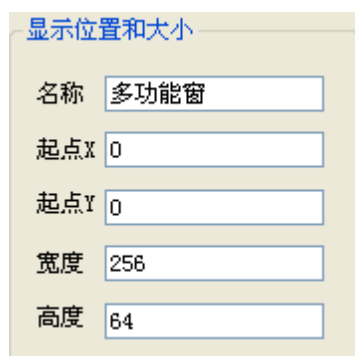 显示位置和大小
名称 多功能窗
起点X 0
起点Y 0
宽度 256
高度 64